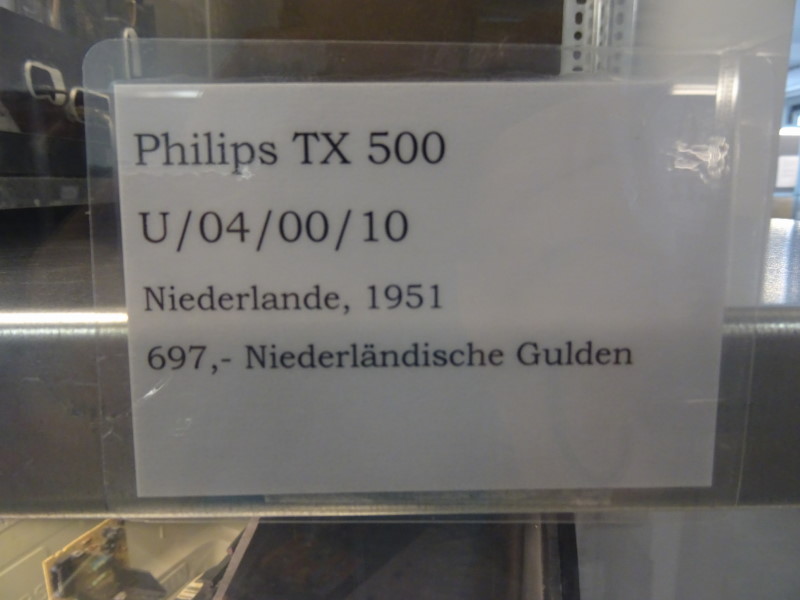 Philips TX 500
U/04/00/10
Niederlande, 1951
697,- Niederländische Gulden